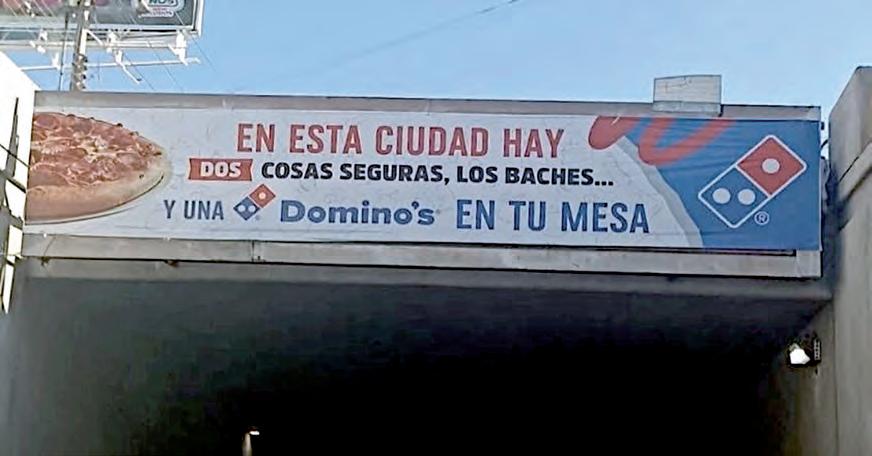 EN ESTA CIUDAD HAY
DOS COSAS SEGURAS, LOS BACHES...
Y UNA Domino's EN TU MESA
®